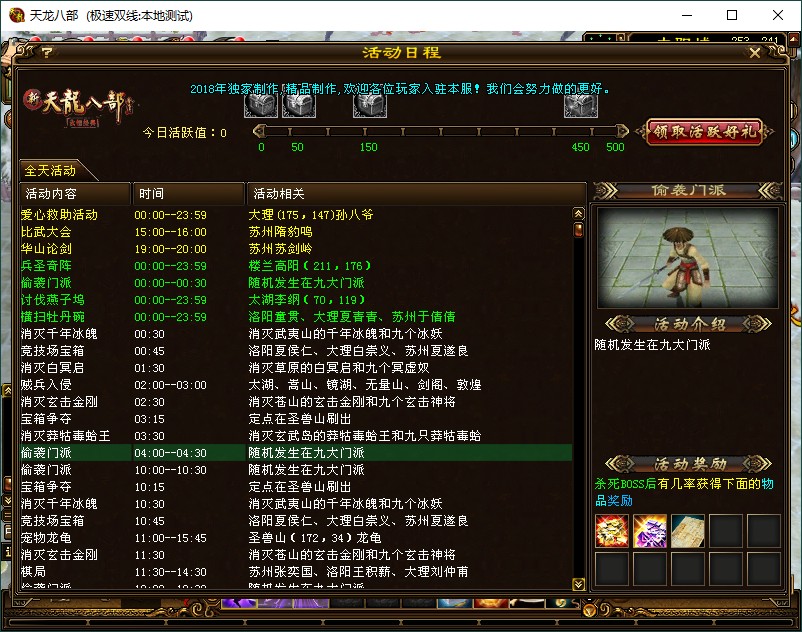 天龙八部 (极速双线:本地测试)
? 活动日程
2018年独家制作,精品制作,欢迎各位玩家入驻本服! 我们会努力做的更好。
新天龍八部
今日活跃值：0
0 50 150 450 500
领取活跃好礼
全天活动
活动内容 时间 活动相关
爱心救助活动 00:00--23:59 大理(175，147)孙八爷
比武大会 15:00--16:00 苏州隋豹鸣
华山论剑 19:00--20:00 苏州苏剑岭
兵圣奇阵 00:00--23:59 楼兰高阳(211，176)
偷袭门派 00:00--00:30 随机发生在九大门派
讨伐燕子坞 00:00--23:59 太湖李纲(70，119)
横扫牡丹碗 00:00--23:59 洛阳童贯、大理夏青青、苏州于倩倩
消灭千年冰魄 00:30 消灭武夷山的千年冰魄和九个冰妖
竞技场宝箱 00:45 洛阳夏侯仁、大理白崇义、苏州夏遂良
消灭白冥启 01:30 消灭草原的白冥启和九个冥虚奴
贼兵入侵 02:00--03:00 太湖、嵩山、镜湖、无量山、剑阁、敦煌
消灭玄击金刚 02:30 消灭苍山的玄击金刚和九个玄击神将
宝箱争夺 03:15 定点在圣兽山刷出
消灭莽牯毒蛤王 03:30 消灭玄武岛的莽牯毒蛤王和九只莽牯毒蛤
偷袭门派 04:00--04:30 随机发生在九大门派
偷袭门派 10:00--10:30 随机发生在九大门派
宝箱争夺 10:15 定点在圣兽山刷出
消灭千年冰魄 10:30 消灭武夷山的千年冰魄和九个冰妖
竞技场宝箱 10:45 洛阳夏侯仁、大理白崇义、苏州夏遂良
宠物龙龟 11:00--15:45 圣兽山(172，34)龙龟
消灭玄击金刚 11:30 消灭苍山的玄击金刚和九个玄击神将
棋局 11:30--14:30 苏州张奕国、洛阳王积薪、大理刘仲甫
偷袭门派
活动介绍
随机发生在九大门派
活动奖励
杀死BOSS后有几率获得下面的物
品奖励